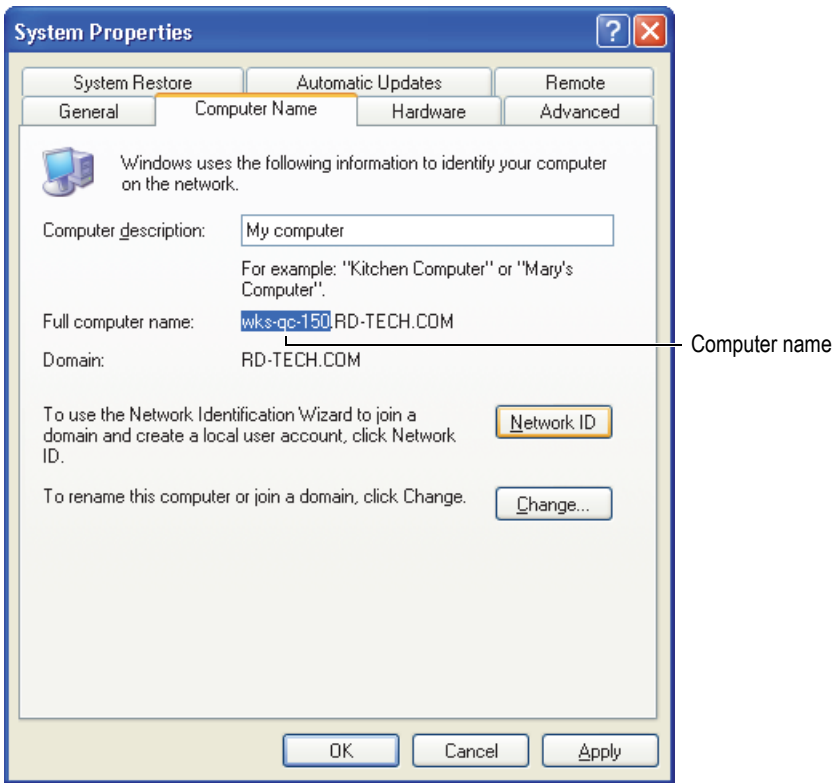 System Properties
System Restore
Automatic Updates
Remote
General
Computer Name
Hardware
Advanced
Windows uses the following information to identify your computer
on the network.
Computer description:
My computer
For example: "Kitchen Computer" or "Mary's
Computer".
Full computer name:
wks-qc-150.RD-TECH.COM
Computer name
Domain:
RD-TECH.COM
To use the Network Identification Wizard to join a
domain and create a local user account, click Network
ID.
Network ID
To rename this computer or join a domain, click Change.
Change...
OK
Cancel
Apply